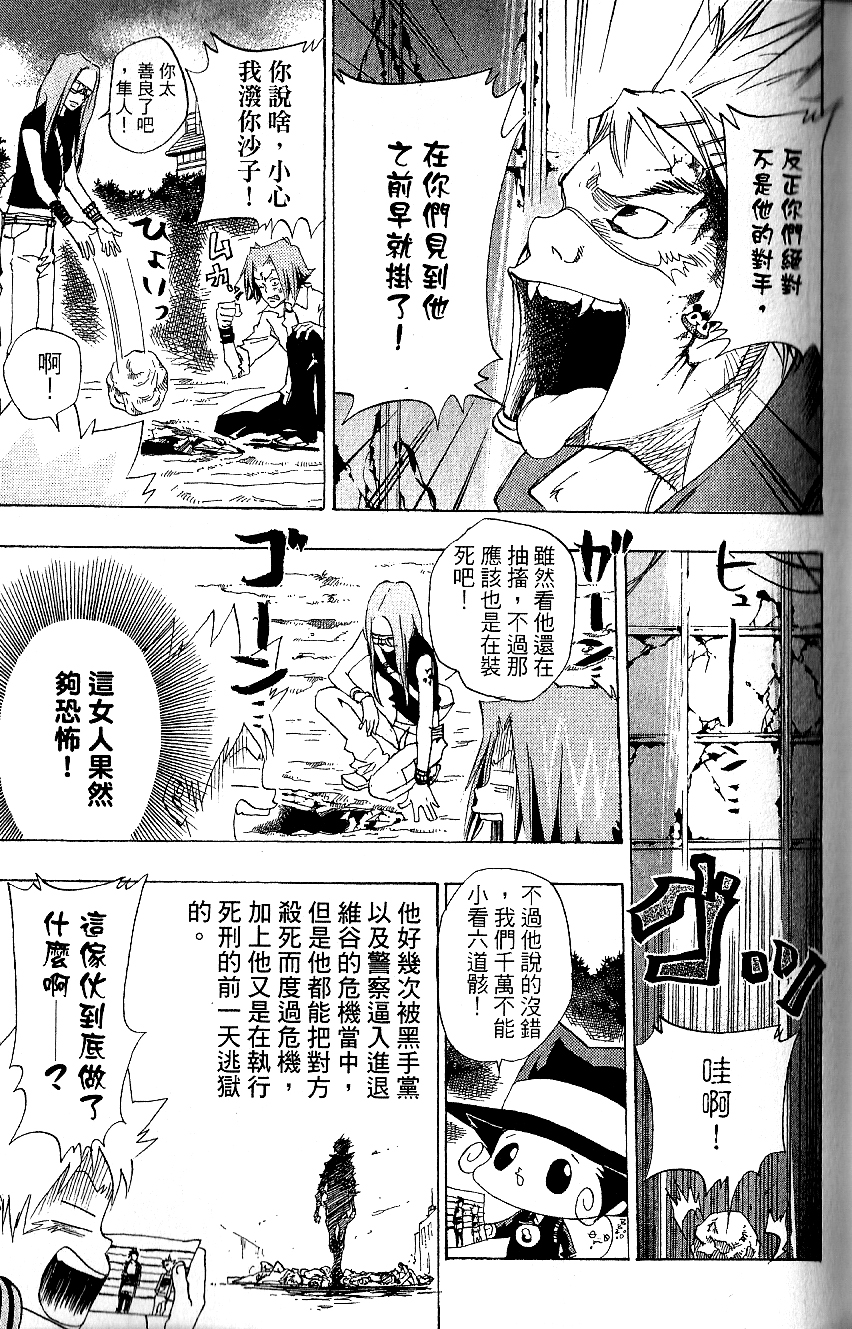 反正你們絕對
不是他的對手，
在你們見到他
之前早就掛了！
你說啥，小心
我潑你沙子！
ムカッ。
你太
善良了吧
，隼人！
ひょいっ
啊！
ヒュー
ガーン
雖然看他還在
抽搐，不過那
應該也是在裝
死吧！
ゴーン
這女人果然
夠恐怖！
哇啊！
不過他說的沒錯
，我們千萬不能
小看六道骸！
他好幾次被黑手黨
以及警察逼入進退
維谷的危機當中，
但是他都能把對方
殺死而度過危機，
加上他又是在執行
死刑的前一天逃獄
的。
這傢伙到底做了
什麼啊——？